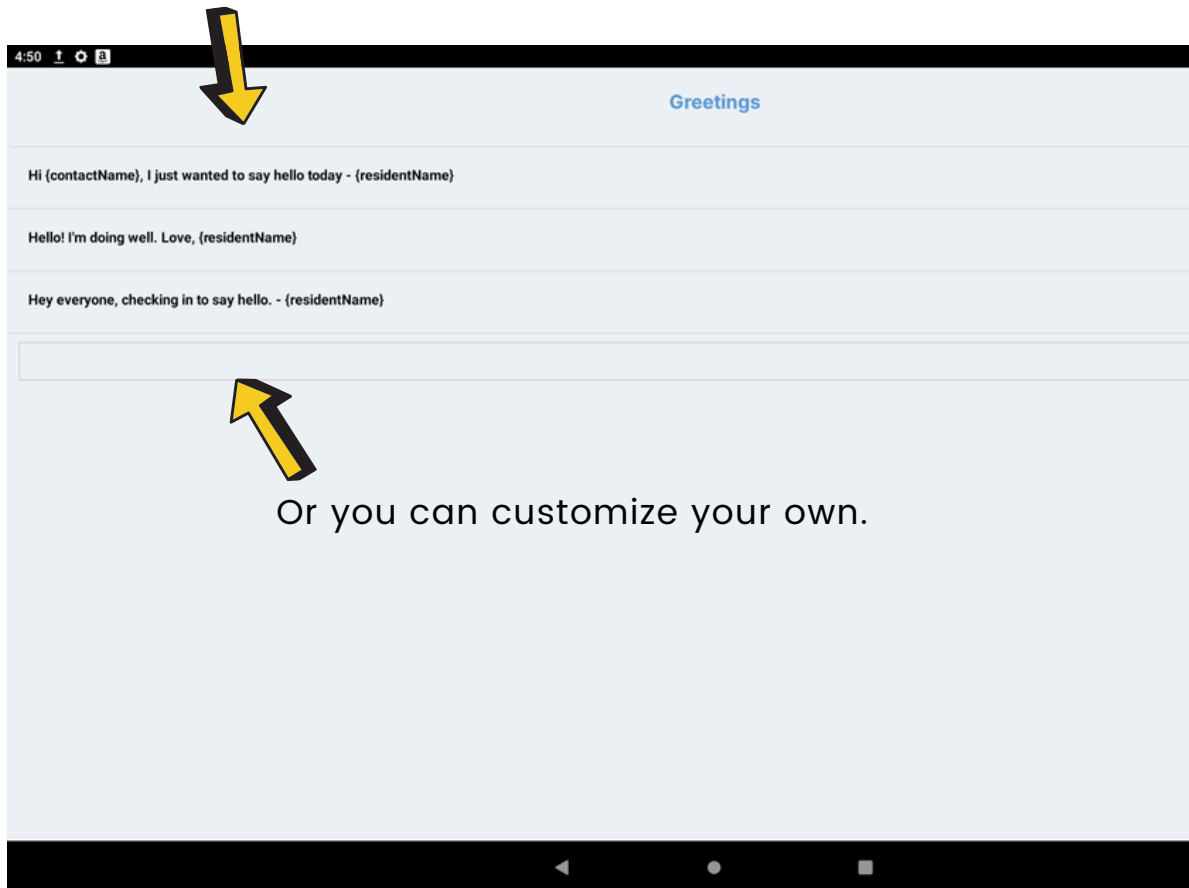 4:50
Greetings
Hi {contactName}, I just wanted to say hello today - {residentName}
Hello! I'm doing well. Love, {residentName}
Hey everyone, checking in to say hello. - {residentName}
Or you can customize your own.